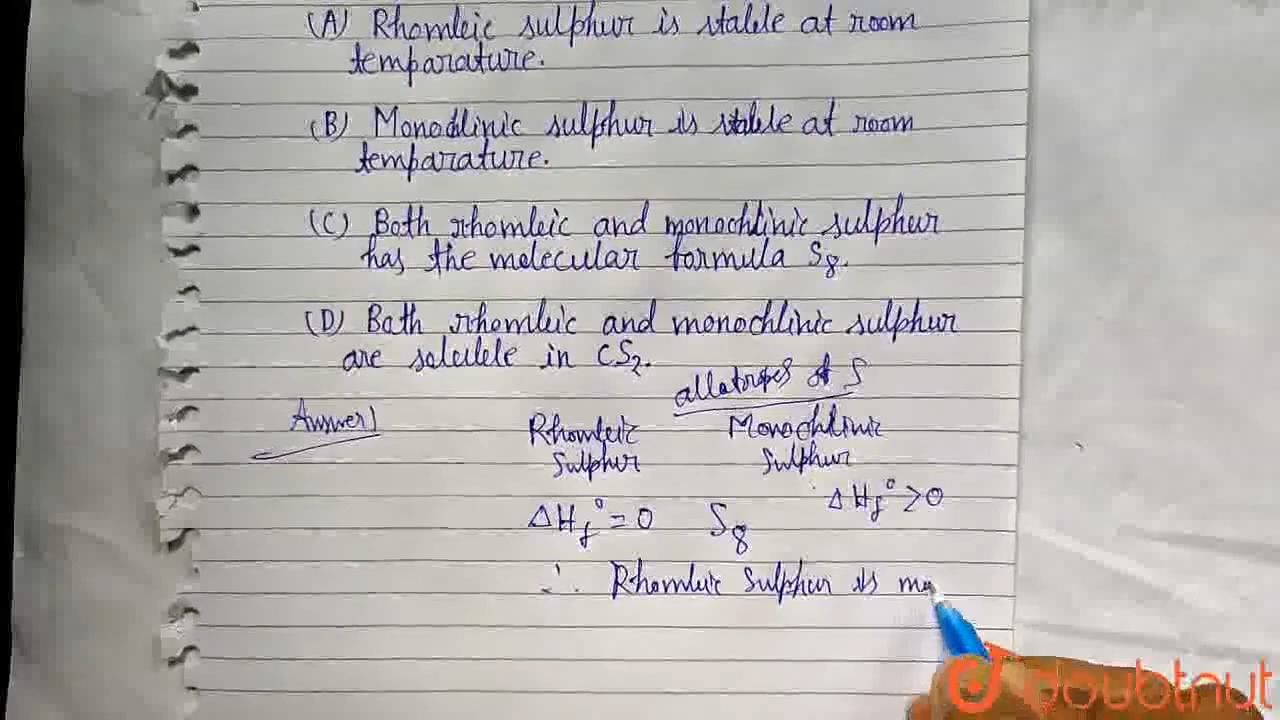 (A) Rhombic sulphur is stable at room
temparature.
(B) Monoclinic sulphur is stable at room
temparature.
(C) Both rhombic and monochlinic sulphur
has the molecular formula S8.
(D) Both rhombic and monochlinic sulphur
are soluble in CS2.
allotropes of S
Answer)
Rhombic Monochlinic
Sulphur Sulphur
ΔHf° = 0 S8 ΔHf° > 0
∴ Rhombic Sulphur is mo
doubtnut